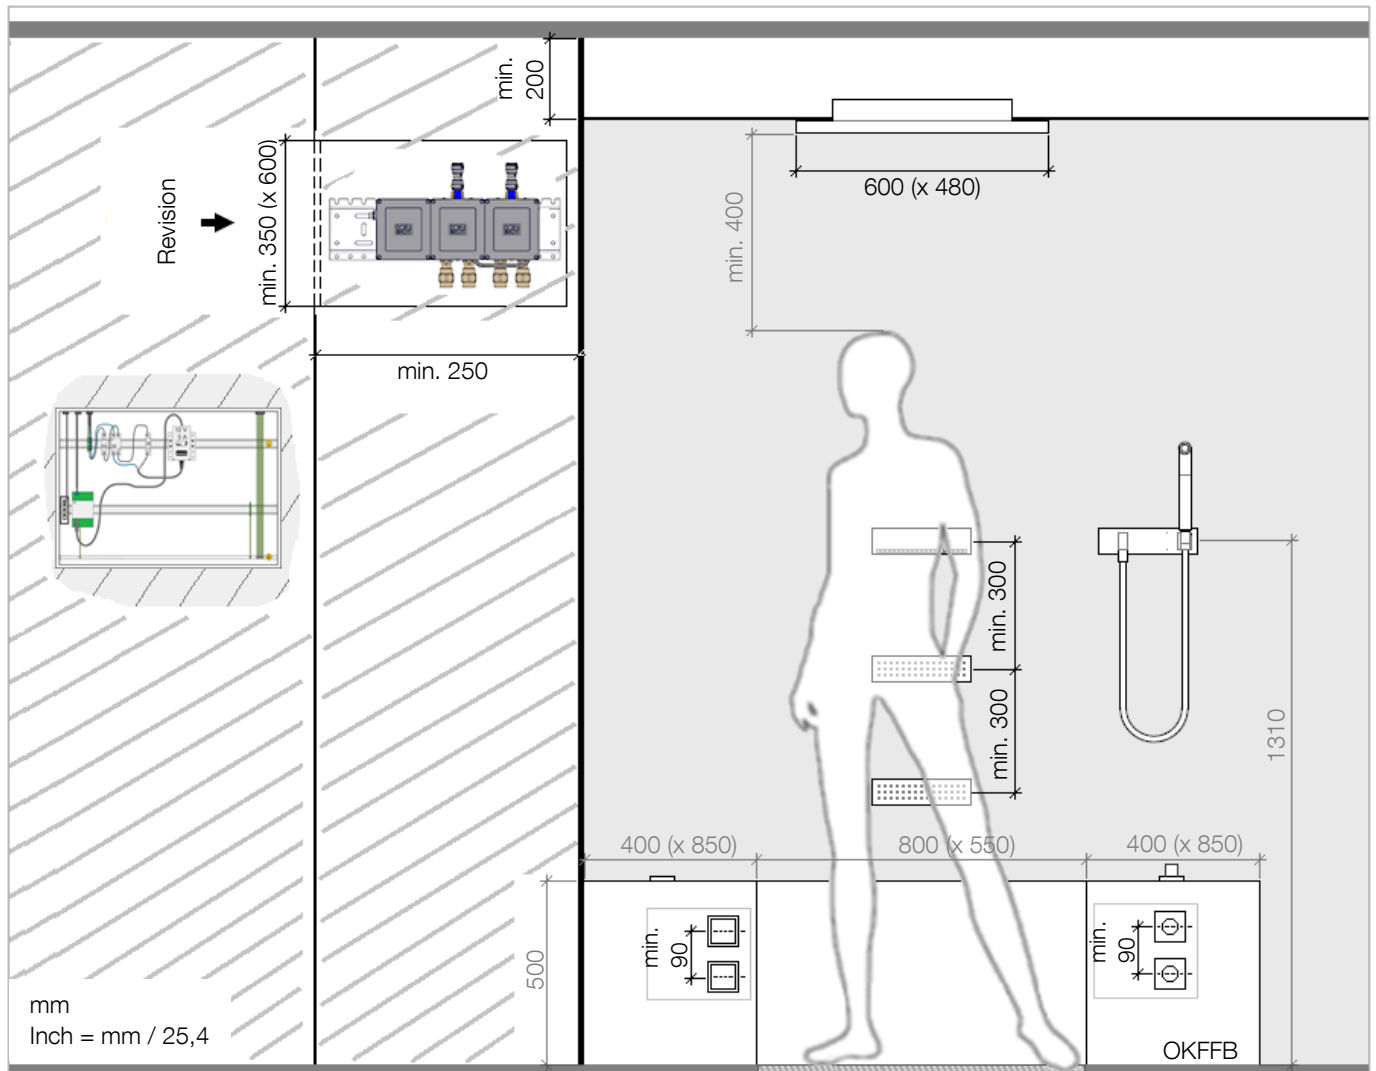 min.
200
Revision
min. 350 (x 600)
600 (x 480)
min. 400
min. 250
min. 300
min. 300
1310
400 (x 850)
800 (x 550)
400 (x 850)
500
min.
90
min.
90
mm
Inch = mm / 25,4
OKFFB